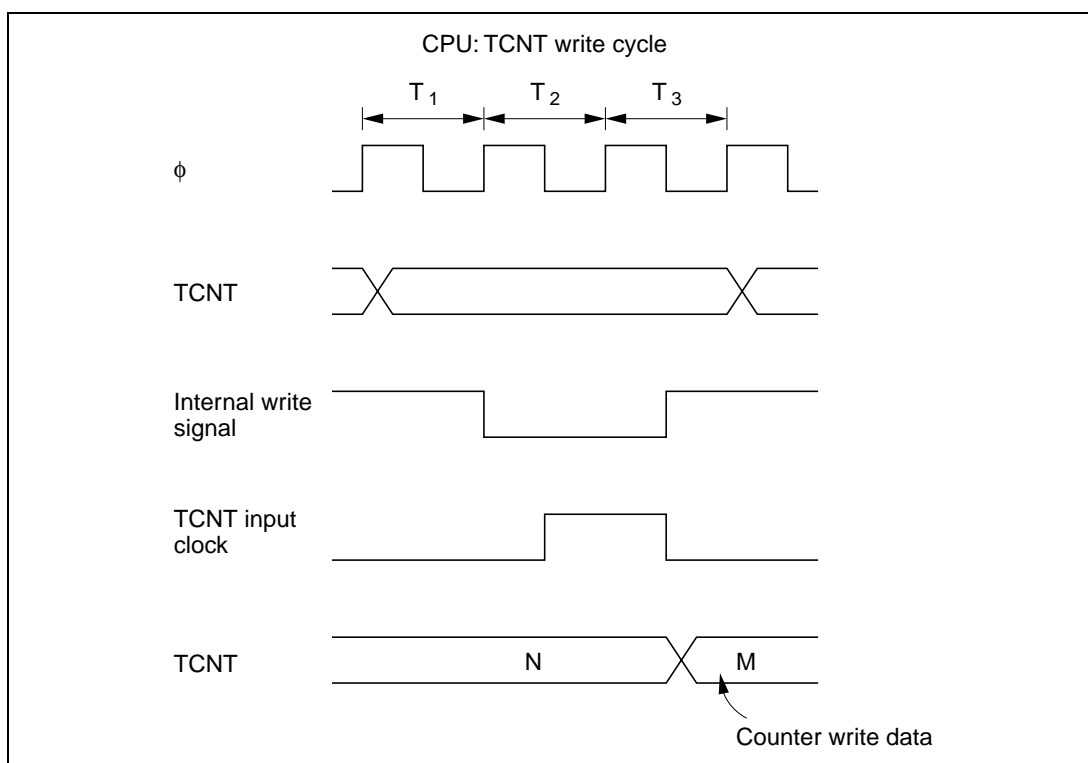 CPU: TCNT write cycle
T1 T2 T3
ϕ
TCNT
Internal write
signal
TCNT input
clock
TCNT N M
Counter write data